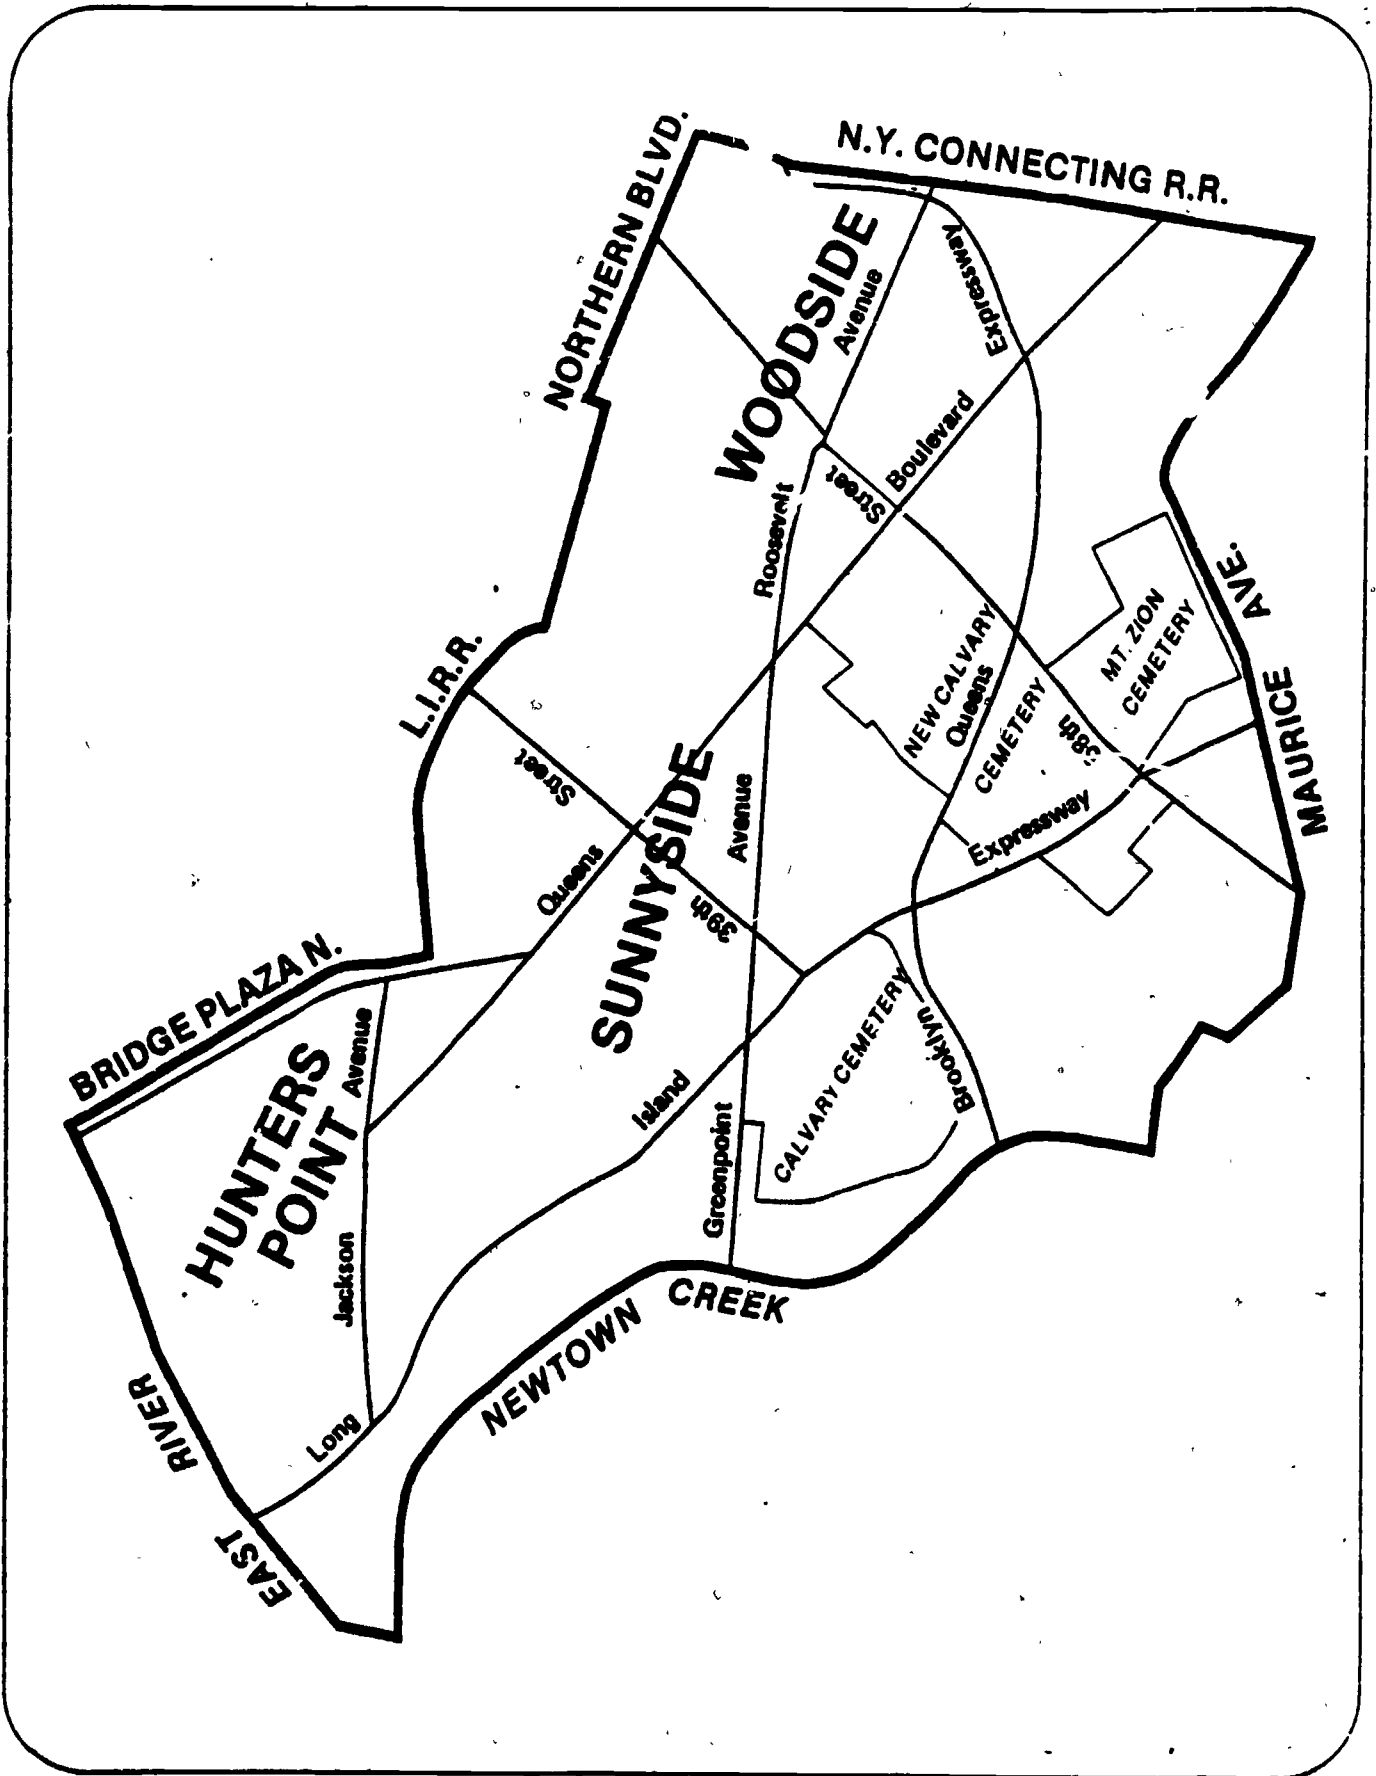 N.Y. CONNECTING R.R.
NORTHERN BLVD.
WOODSIDE
Avenue
Expressway
Boulevard
Street
Roosevelt
L.I.R.R.
Street
MAURICE AVE.
MT. ZION
CEMETERY
NEW CALVARY
Queens
CEMETERY
58th
Expressway
SUNNYSIDE
Avenue
Queens
39th
BRIDGE PLAZA N.
HUNTERS
POINT
Avenue
Jackson
Island
Greenpoint
CALVARY CEMETERY
Brooklyn
NEWTOWN CREEK
Long
EAST RIVER